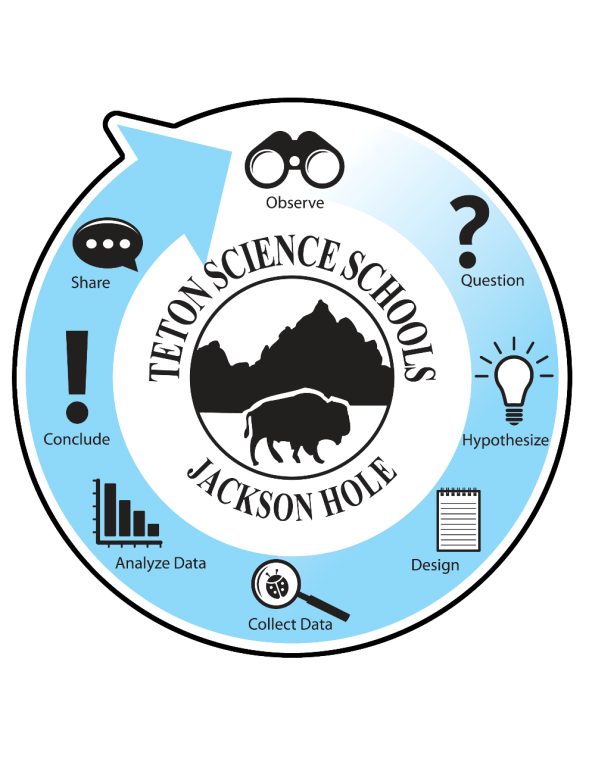 Observe
Question
Hypothesize
Design
Collect Data
Analyze Data
Conclude
Share
TETON SCIENCE SCHOOLS
JACKSON HOLE